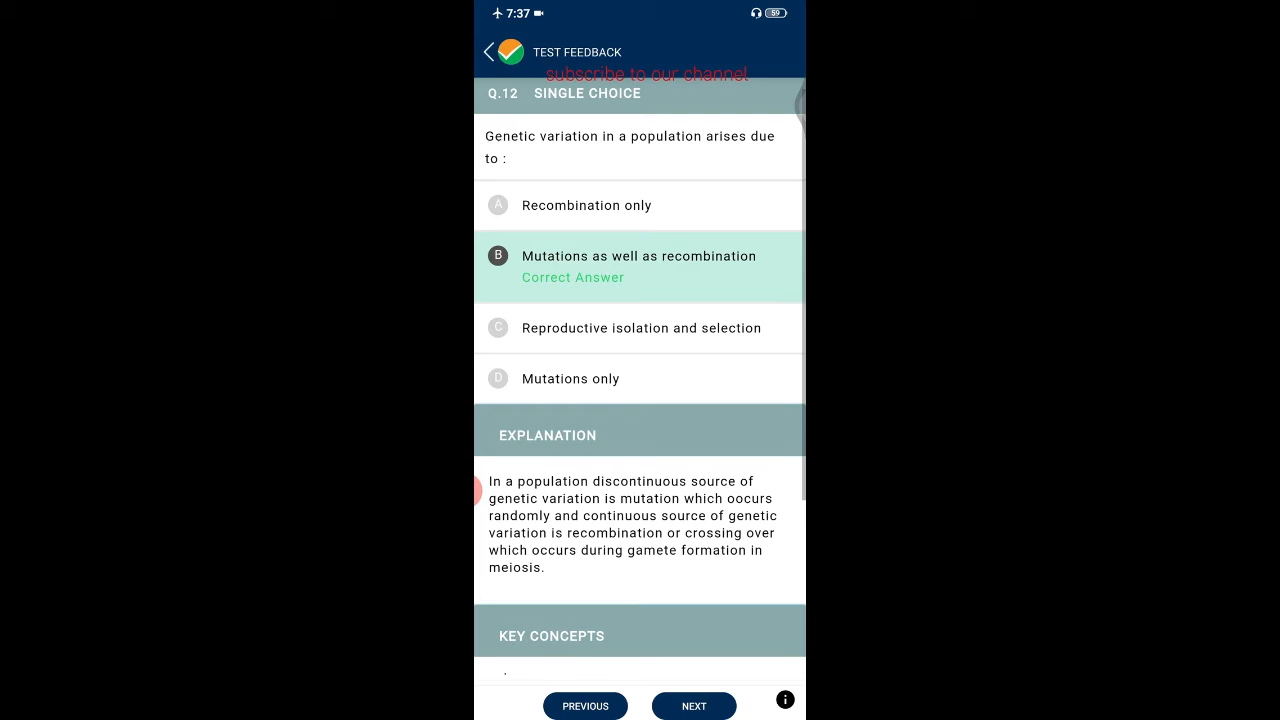 7:37
59
TEST FEEDBACK
subscribe to our channel
Q.12 SINGLE CHOICE
Genetic variation in a population arises due
to :
A Recombination only
B Mutations as well as recombination
Correct Answer
C Reproductive isolation and selection
D Mutations only
EXPLANATION
In a population discontinuous source of
genetic variation is mutation which occurs
randomly and continuous source of genetic
variation is recombination or crossing over
which occurs during gamete formation in
meiosis.
KEY CONCEPTS
PREVIOUS NEXT i